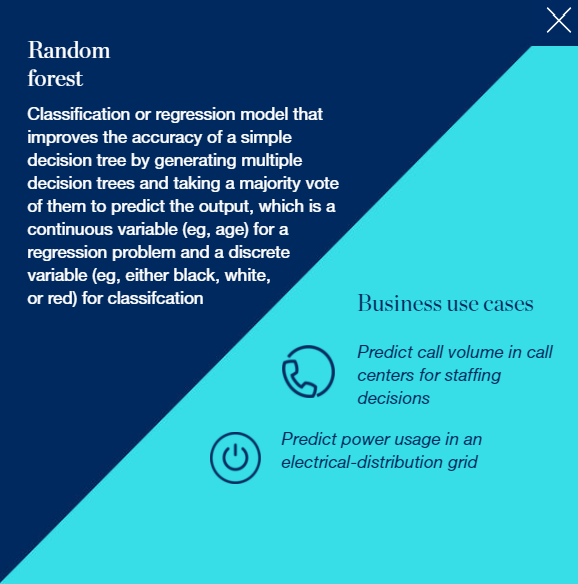 Random
forest
Classification or regression model that
improves the accuracy of a simple
decision tree by generating multiple
decision trees and taking a majority vote
of them to predict the output, which is a
continuous variable (eg, age) for a
regression problem and a discrete
variable (eg, either black, white,
or red) for classifcation
Business use cases
Predict call volume in call
centers for staffing
decisions
Predict power usage in an
electrical-distribution grid